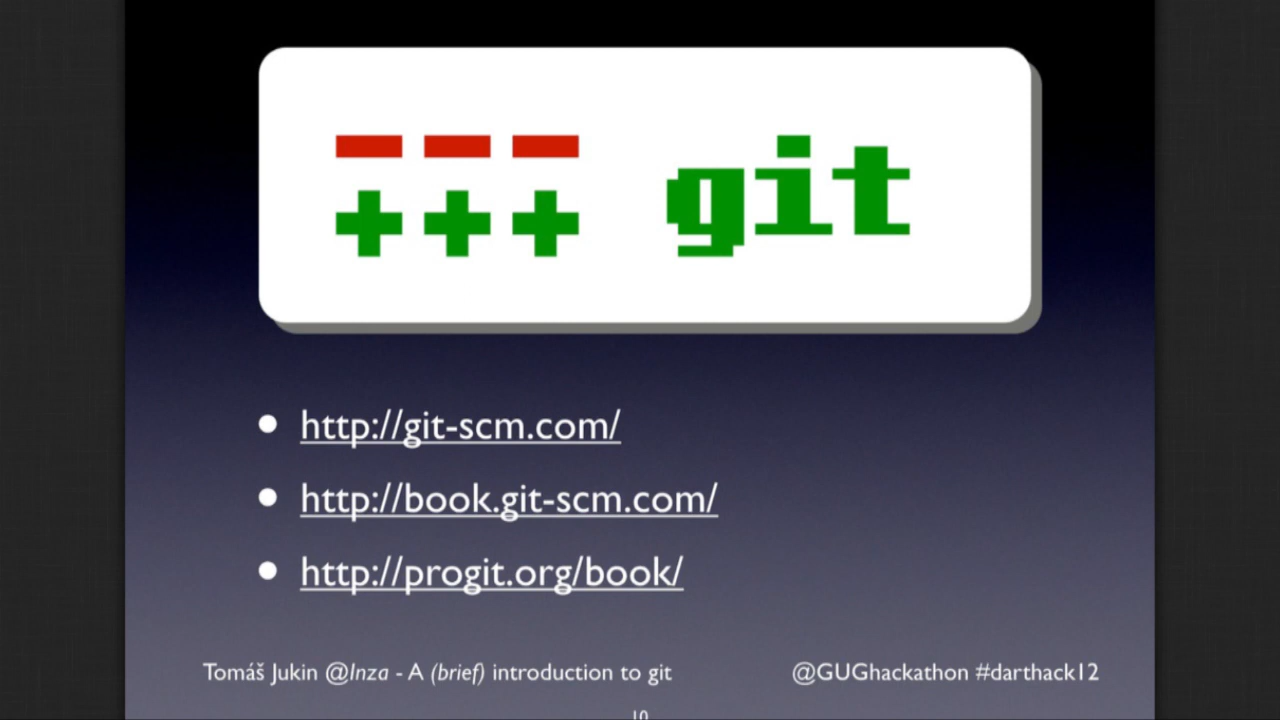 --- git
+++
http://git-scm.com/
http://book.git-scm.com/
http://progit.org/book/
Tomáš Jukin @Inza - A (brief) introduction to git
@GUGhackathon #darthack12
10